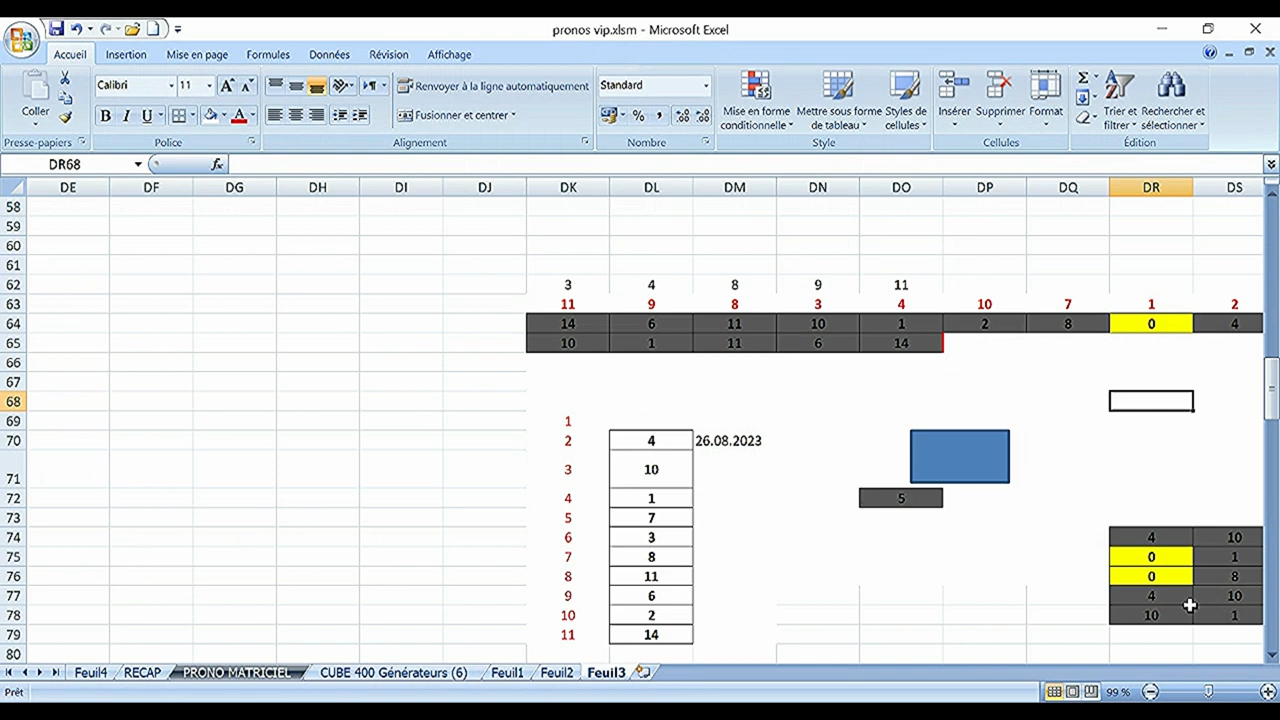 pronos vip.xlsm - Microsoft Excel
Accueil Insertion Mise en page Formules Données Révision Affichage
Calibri 11 Renvoyer à la ligne automatiquement Standard
Coller G I S A Fusionner et centrer % Mise en forme conditionnelle Mettre sous forme de tableau Styles de cellules Insérer Supprimer Format Trier et filtrer Rechercher et sélectionner
Presse-papiers Police Alignement Nombre Style Cellules Édition
DR68 fx
DE DF DG DH DI DJ DK DL DM DN DO DP DQ DR DS
58
59
60
61
62 3 4 8 9 11
63 11 9 8 3 4 10 7 1 2
64 14 6 11 10 1 2 8 0 4
65 10 1 11 6 14
66
67
68
69 1
70 2 4 26.08.2023
71 3 10
72 4 1 5
73 5 7
74 6 3 4 10
75 7 8 0 1
76 8 11 0 8
77 9 6 4 10
78 10 2 10 1
79 11 14
80
Feuil4 RECAP PRONO MATRICIEL CUBE 400 Générateurs (6) Feuil1 Feuil2 Feuil3
Prêt 99 %